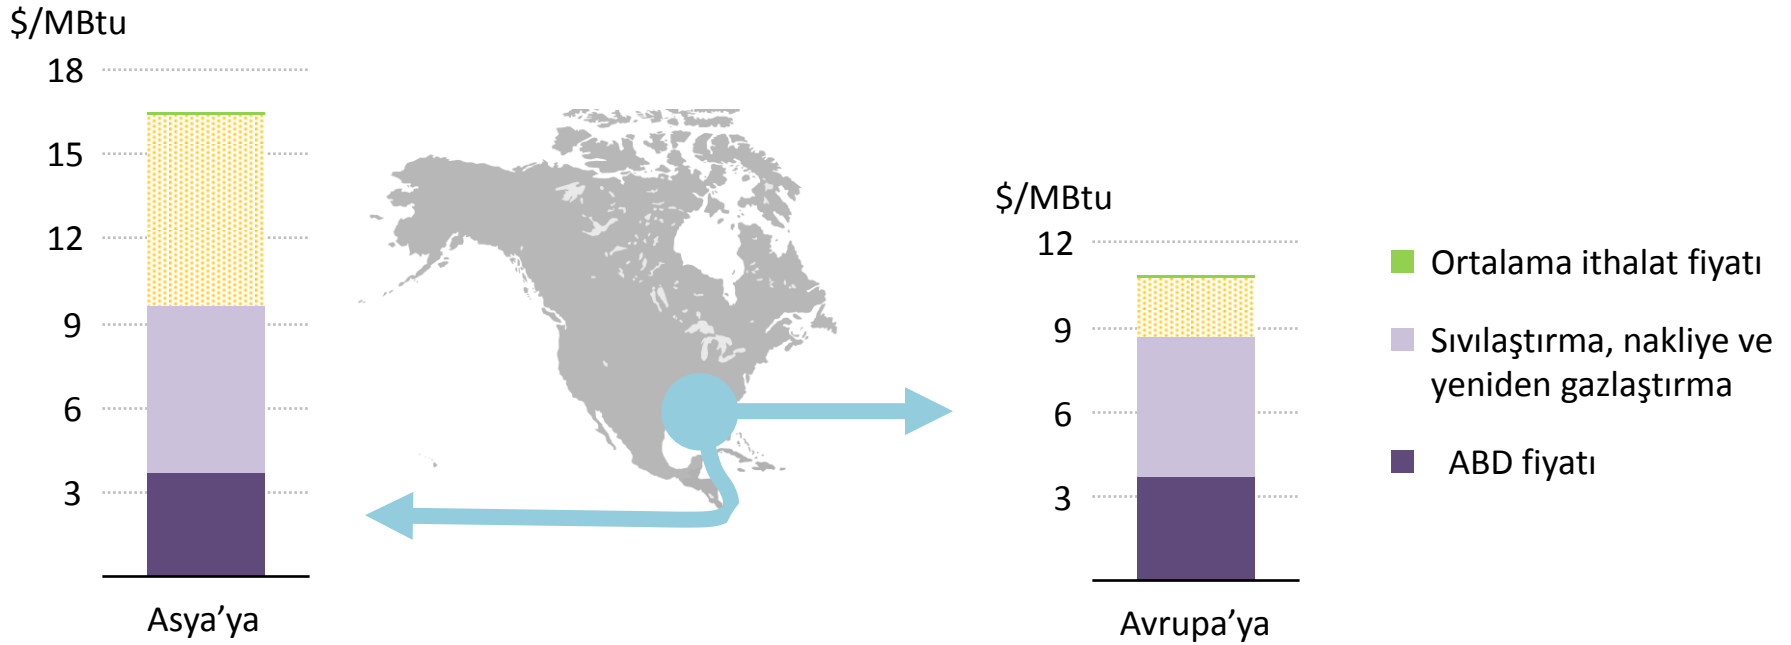 $/MBtu
18
15
12
9
6
3
Asya’ya
$/MBtu
12
9
6
3
Avrupa’ya
Ortalama ithalat fiyatı
Sıvılaştırma, nakliye ve
yeniden gazlaştırma
ABD fiyatı